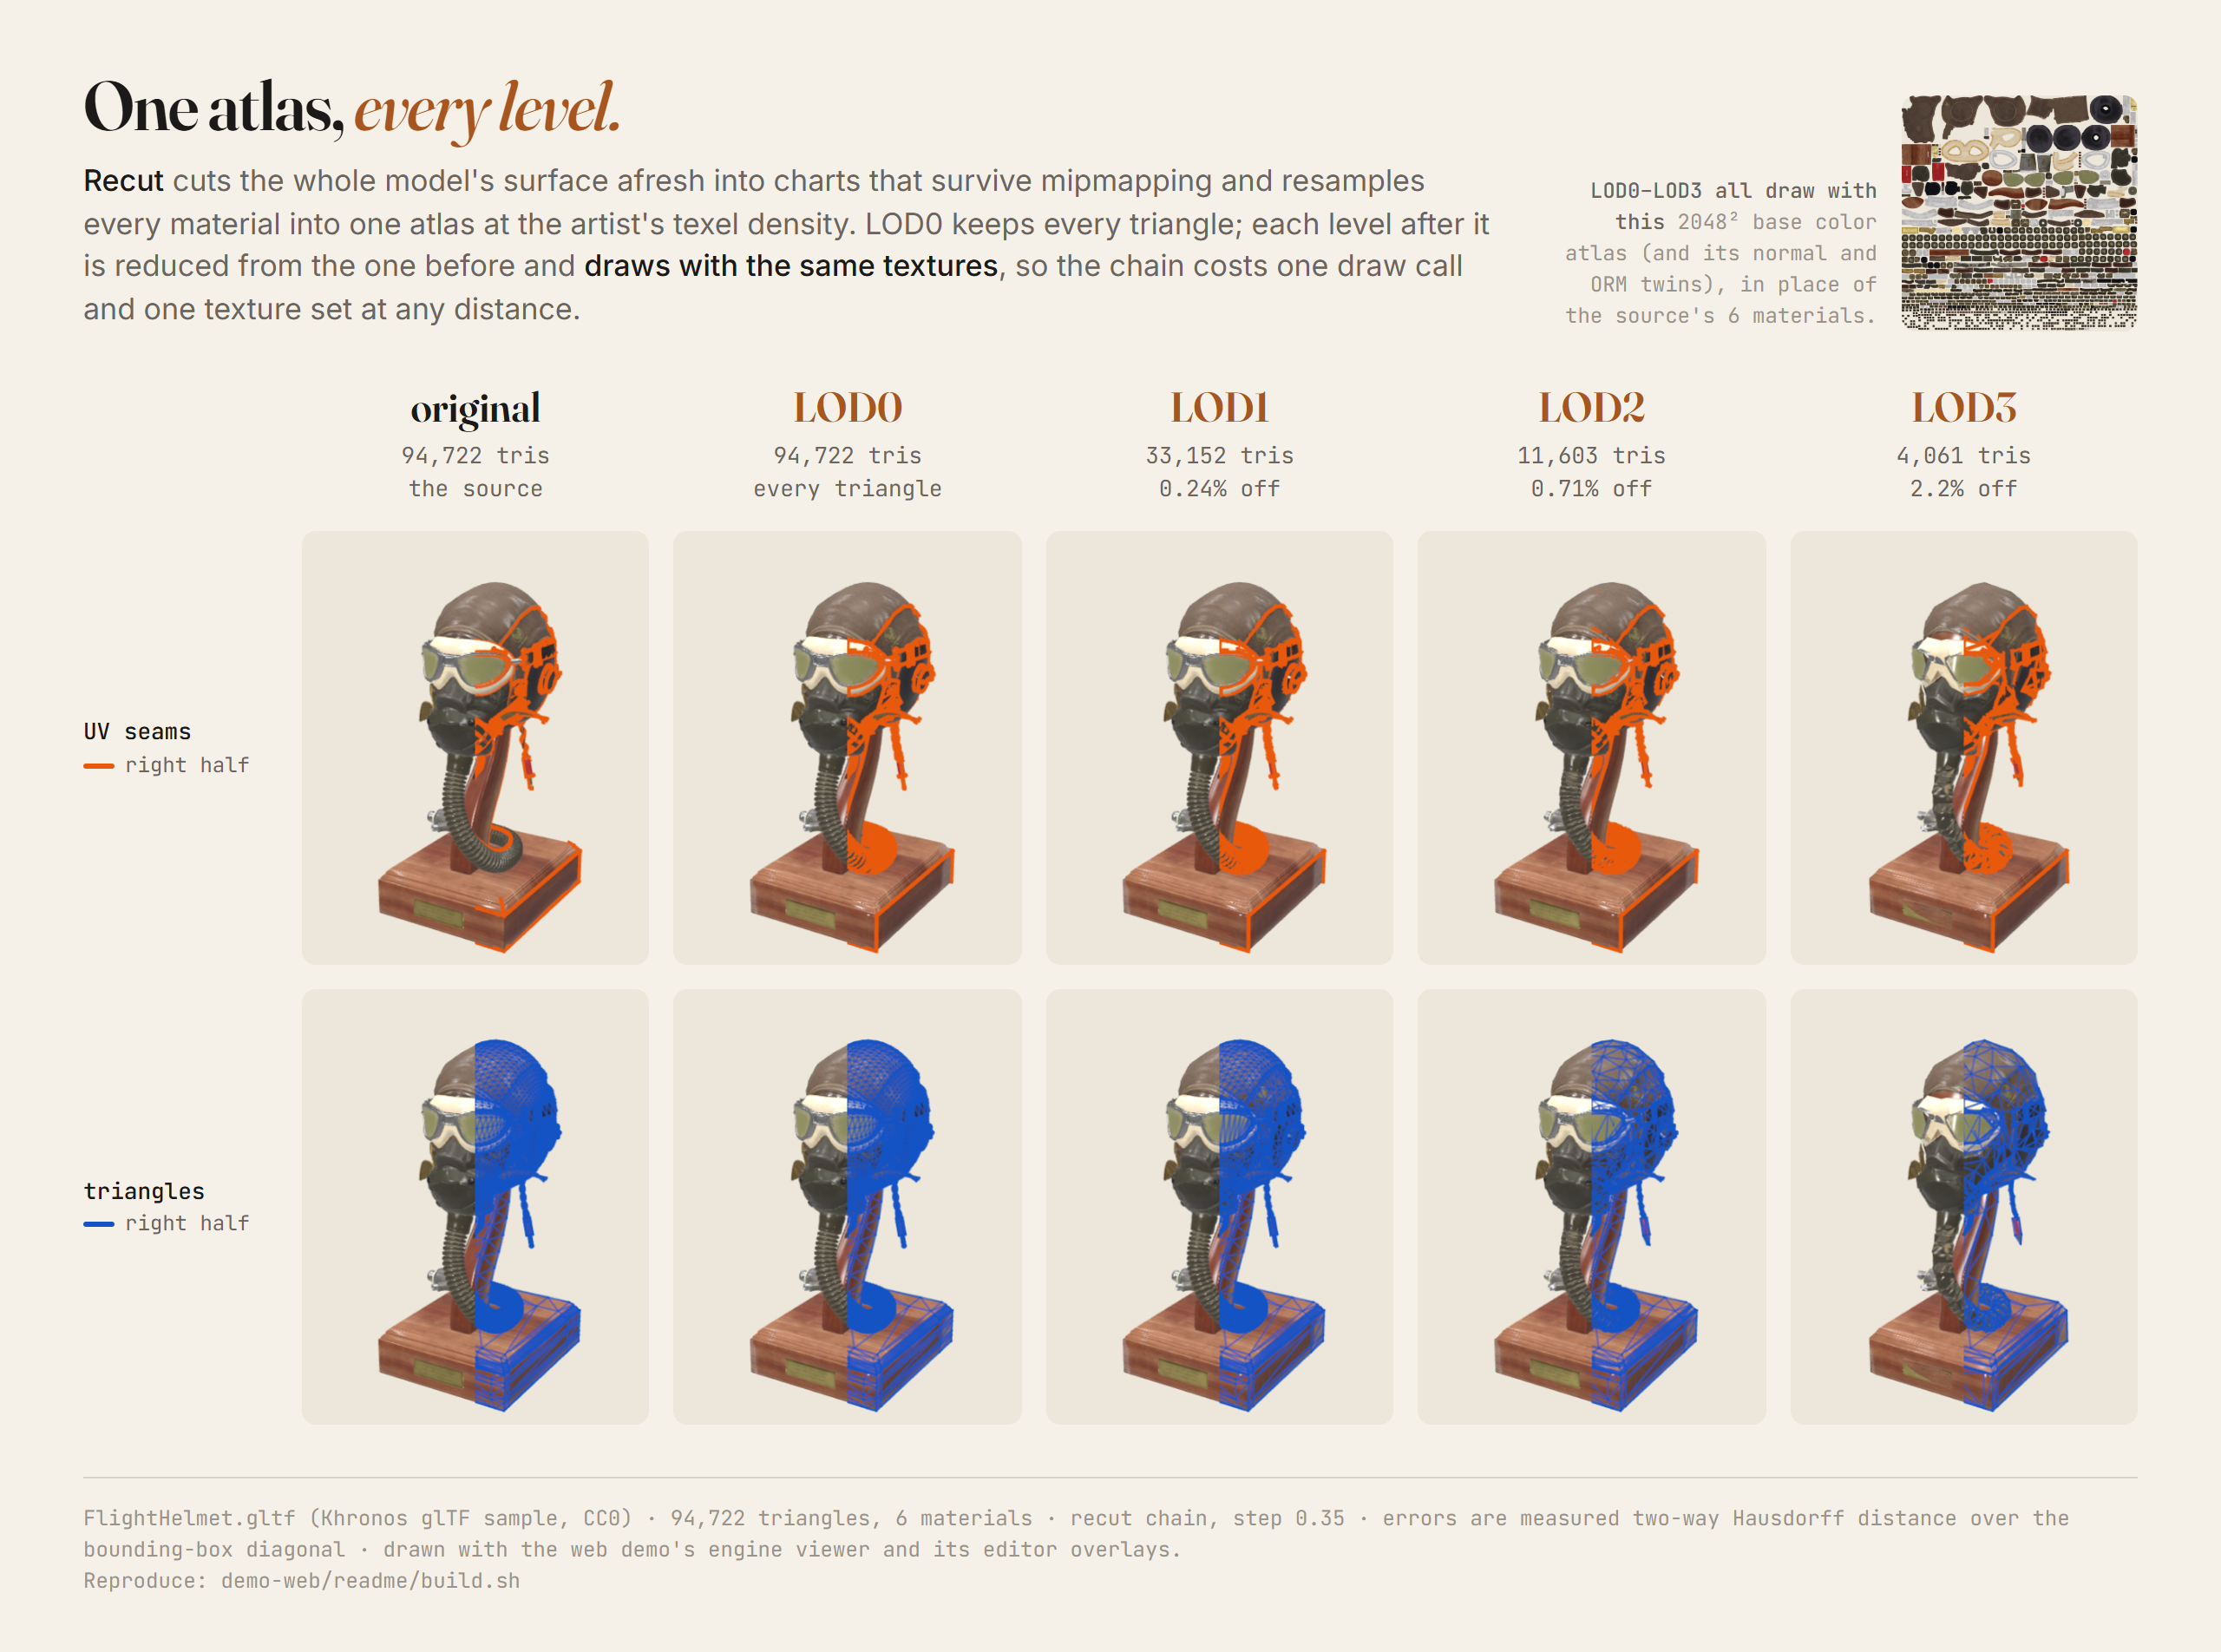 One atlas, every level.
Recut cuts the whole model's surface afresh into charts that survive mipmapping and resamples
every material into one atlas at the artist's texel density. LOD0 keeps every triangle; each level after it
is reduced from the one before and draws with the same textures, so the chain costs one draw call
and one texture set at any distance.
LOD0–LOD3 all draw with
this 2048² base color
atlas (and its normal and
ORM twins), in place of
the source's 6 materials.
original
94,722 tris
the source
LOD0
94,722 tris
every triangle
LOD1
33,152 tris
0.24% off
LOD2
11,603 tris
0.71% off
LOD3
4,061 tris
2.2% off
UV seams
right half
triangles
right half
FlightHelmet.gltf (Khronos glTF sample, CC0) · 94,722 triangles, 6 materials · recut chain, step 0.35 · errors are measured two-way Hausdorff distance over the
bounding-box diagonal · drawn with the web demo's engine viewer and its editor overlays.
Reproduce: demo-web/readme/build.sh